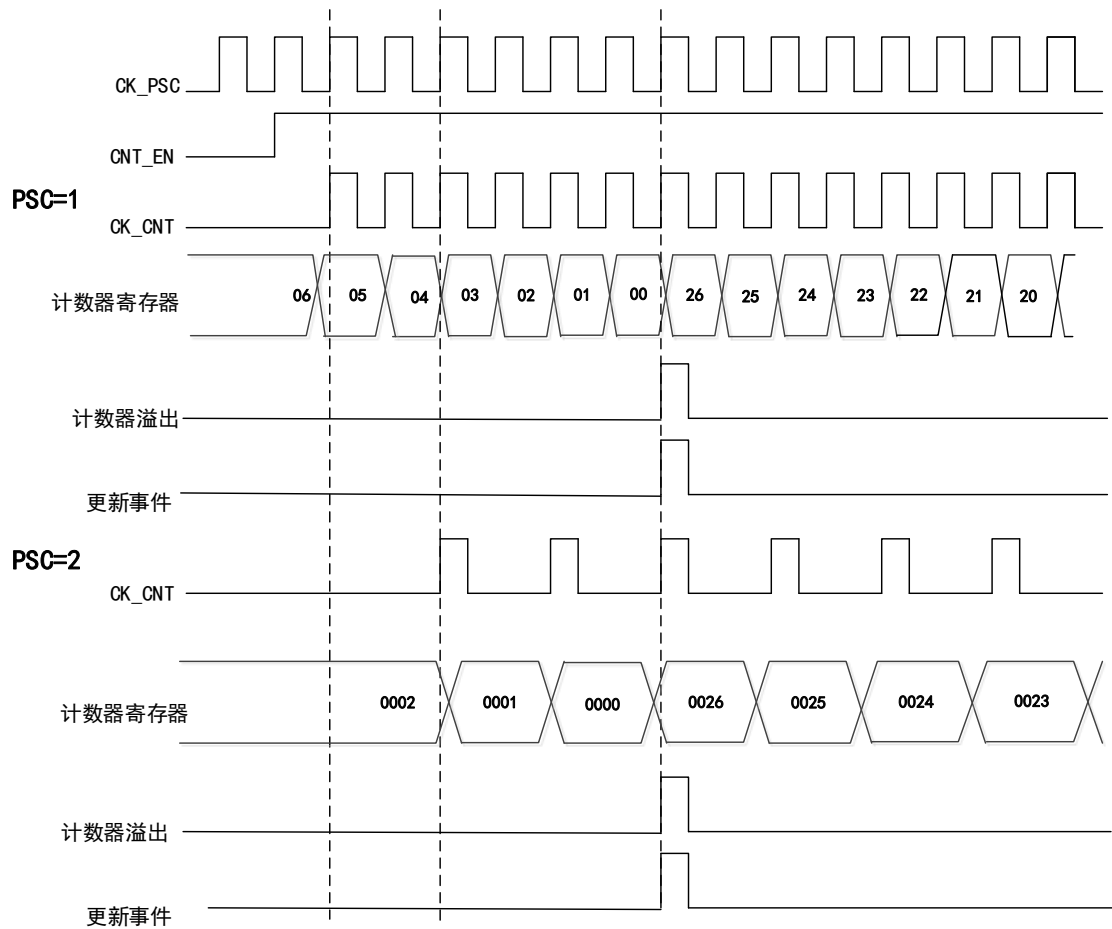 CK_PSC
CNT_EN
PSC=1
CK_CNT
计数器寄存器 06 05 04 03 02 01 00 26 25 24 23 22 21 20
计数器溢出
更新事件
PSC=2
CK_CNT
计数器寄存器 0002 0001 0000 0026 0025 0024 0023
计数器溢出
更新事件